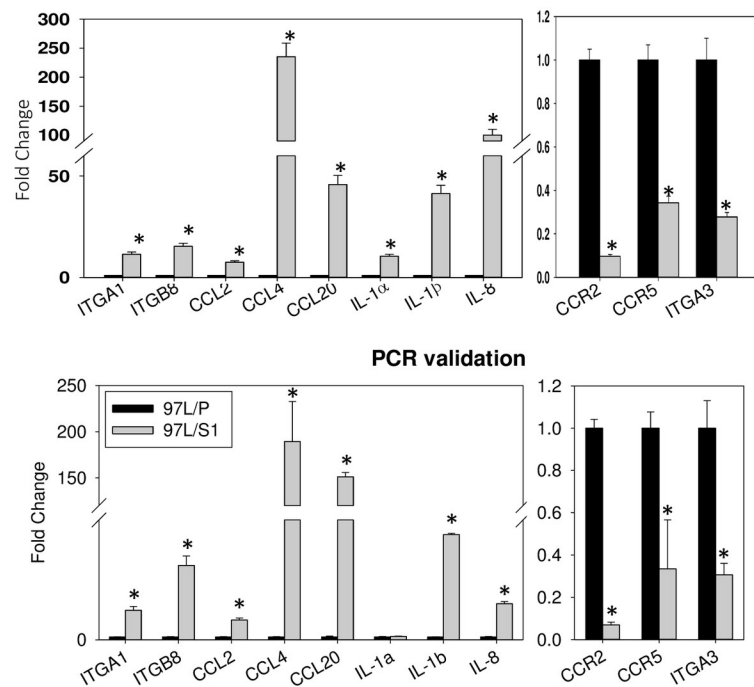 Fold Change
300
250
200
150
100
50
0
ITGA1 ITGB8 CCL2 CCL4 CCL20 IL-1α IL-1β IL-8
* * * * * * * *
1.2
1.0
0.8
0.6
0.4
0.2
0.0
CCR2 CCR5 ITGA3
* * *
PCR validation
Fold Change
250
200
150
0
97L/P
97L/S1
ITGA1 ITGB8 CCL2 CCL4 CCL20 IL-1a IL-1b IL-8
* * * * * * *
1.2
1.0
0.8
0.6
0.4
0.2
0.0
CCR2 CCR5 ITGA3
* * *